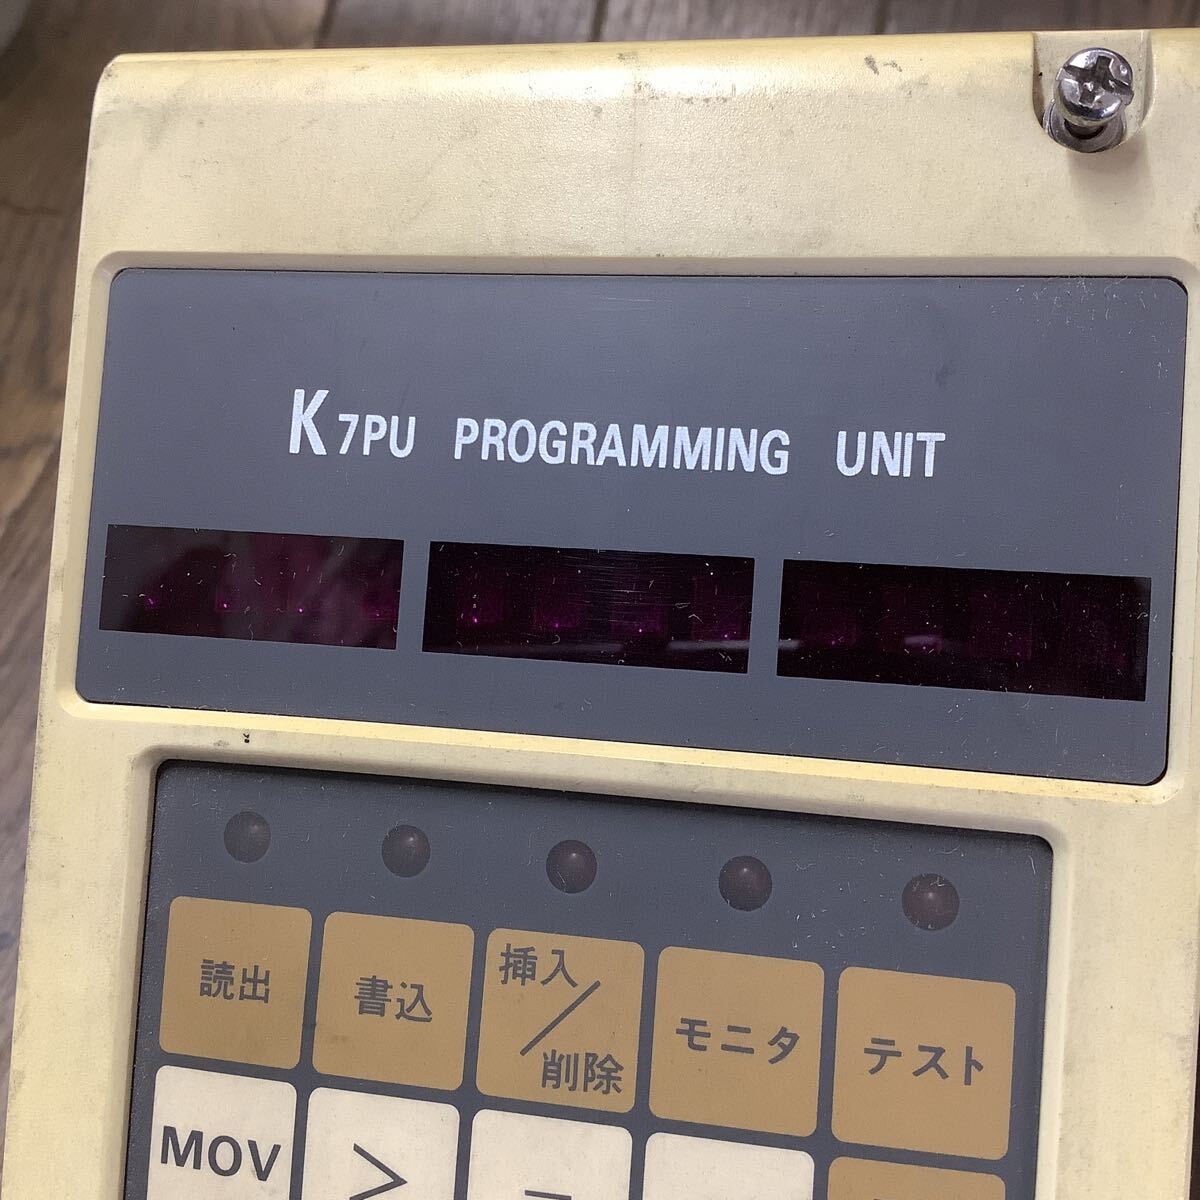 K7PU PROGRAMMING UNIT
読出
書込
挿入/削除
モニタ
テスト
MOV
>